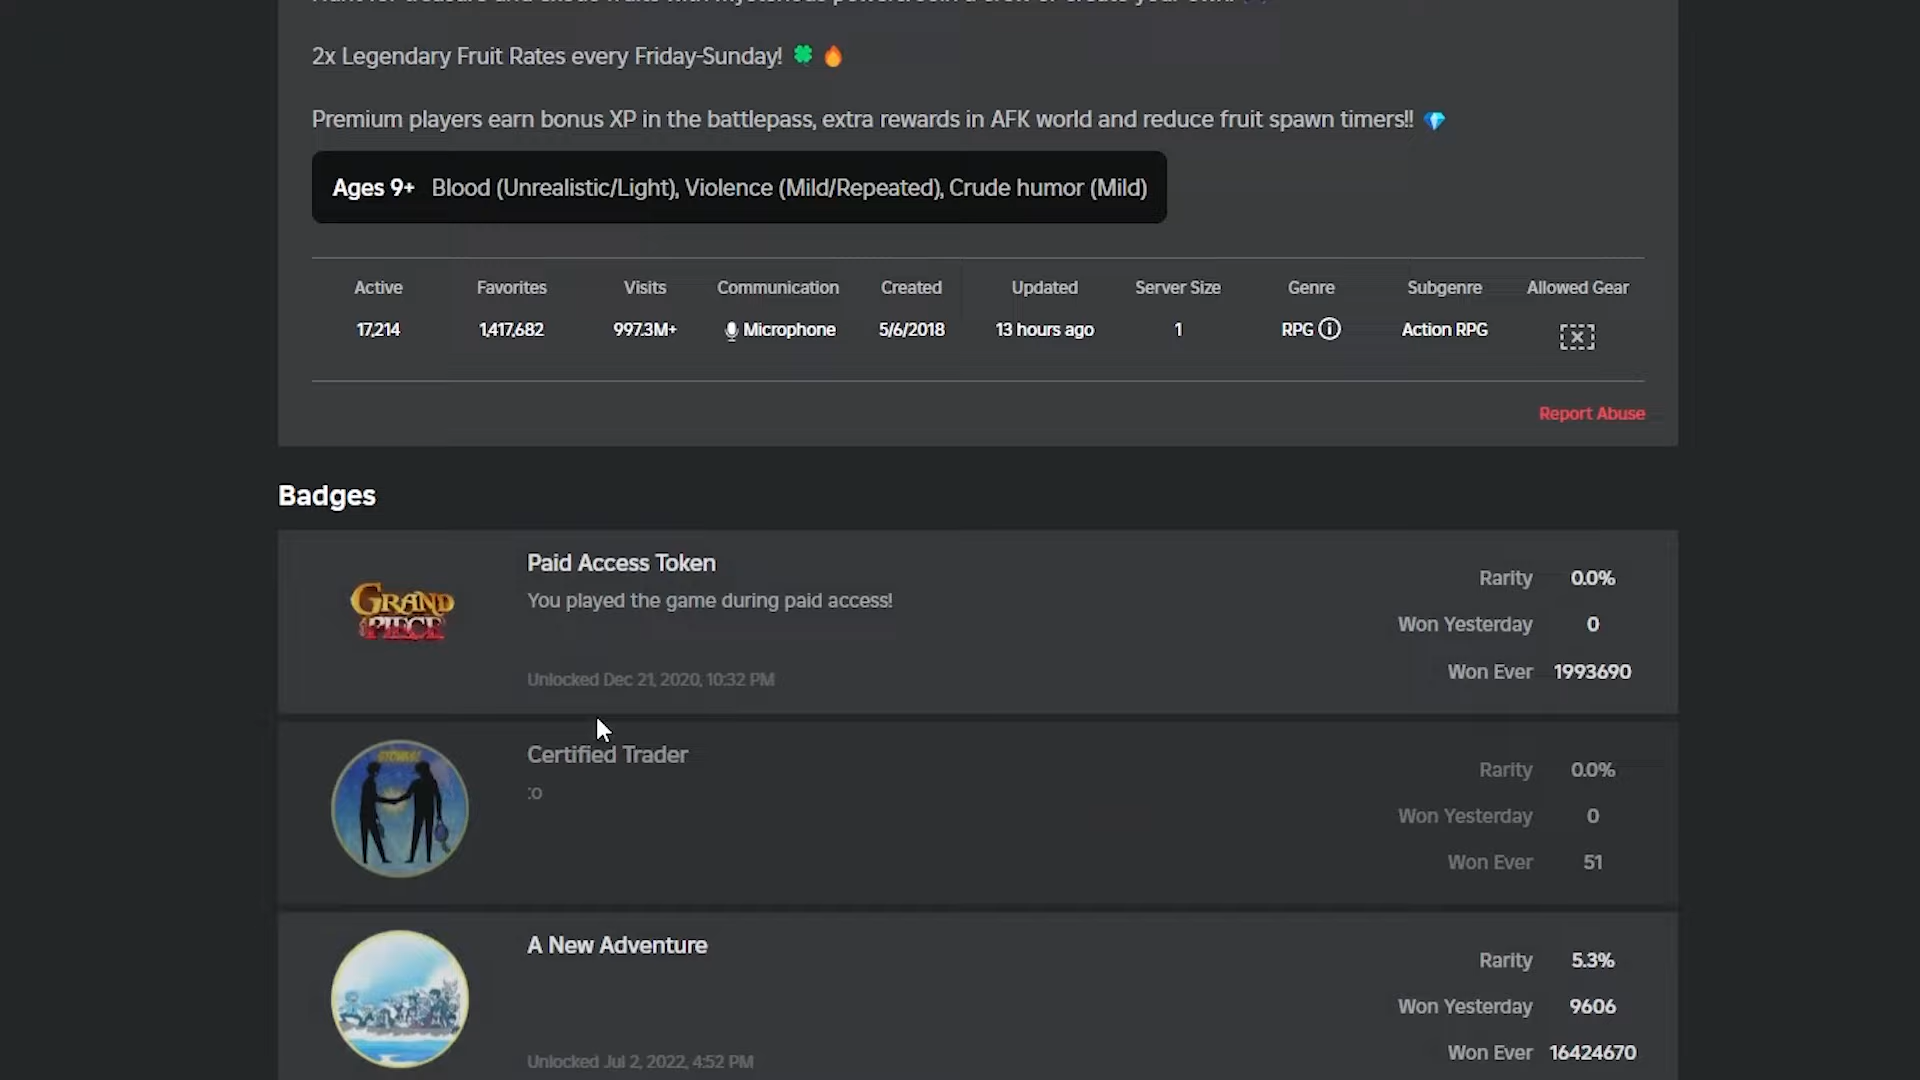 2x Legendary Fruit Rates every Friday-Sunday! 🍀 🔥
Premium players earn bonus XP in the battlepass, extra rewards in AFK world and reduce fruit spawn timers!! 💎
Ages 9+ Blood (Unrealistic/Light), Violence (Mild/Repeated), Crude humor (Mild)
Active Favorites Visits Communication Created Updated Server Size Genre Subgenre Allowed Gear
17,214 1,417,682 997.3M+ Microphone 5/6/2018 13 hours ago 1 RPG Action RPG
Report Abuse
Badges
GRAND
PIECE
Paid Access Token
You played the game during paid access!
Unlocked Dec 21, 2020, 10:32 PM
Rarity 0.0%
Won Yesterday 0
Won Ever 1993690
Certified Trader
:o
Rarity 0.0%
Won Yesterday 0
Won Ever 51
A New Adventure
Unlocked Jul 2, 2022, 4:52 PM
Rarity 5.3%
Won Yesterday 9606
Won Ever 16424670